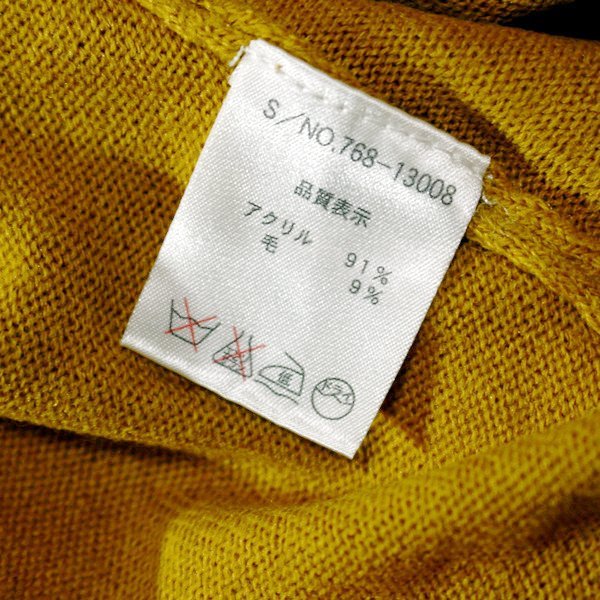 S/NO.768-13008
品質表示
アクリル 91%
毛 9%
低
ドライ